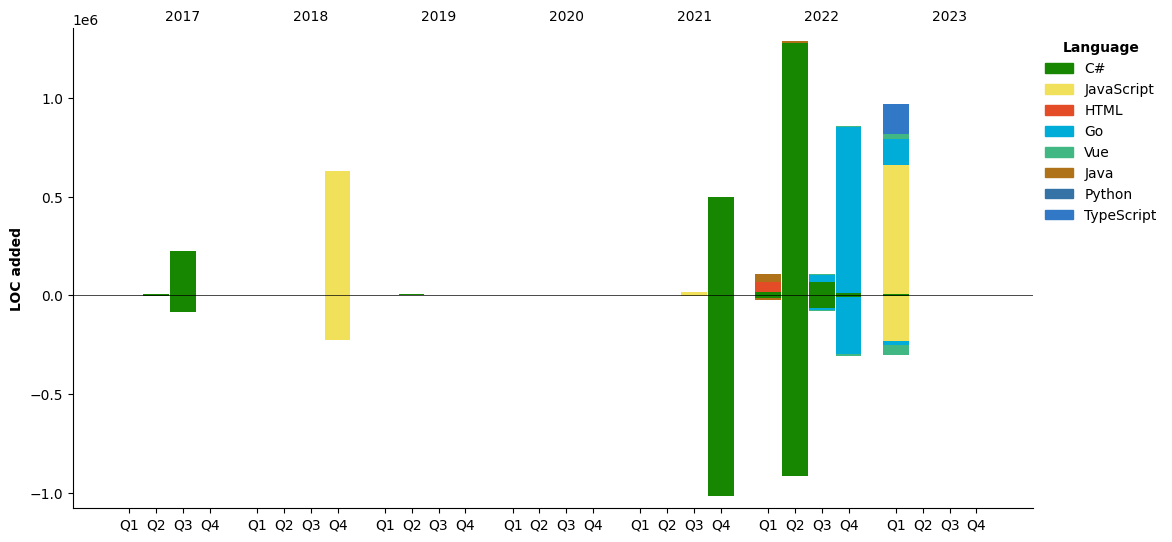 1e6
2017 2018 2019 2020 2021 2022 2023
Language
C#
JavaScript
HTML
Go
Vue
Java
Python
TypeScript
LOC added
1.0
0.5
0.0
−0.5
−1.0
Q1 Q2 Q3 Q4 Q1 Q2 Q3 Q4 Q1 Q2 Q3 Q4 Q1 Q2 Q3 Q4 Q1 Q2 Q3 Q4 Q1 Q2 Q3 Q4 Q1 Q2 Q3 Q4